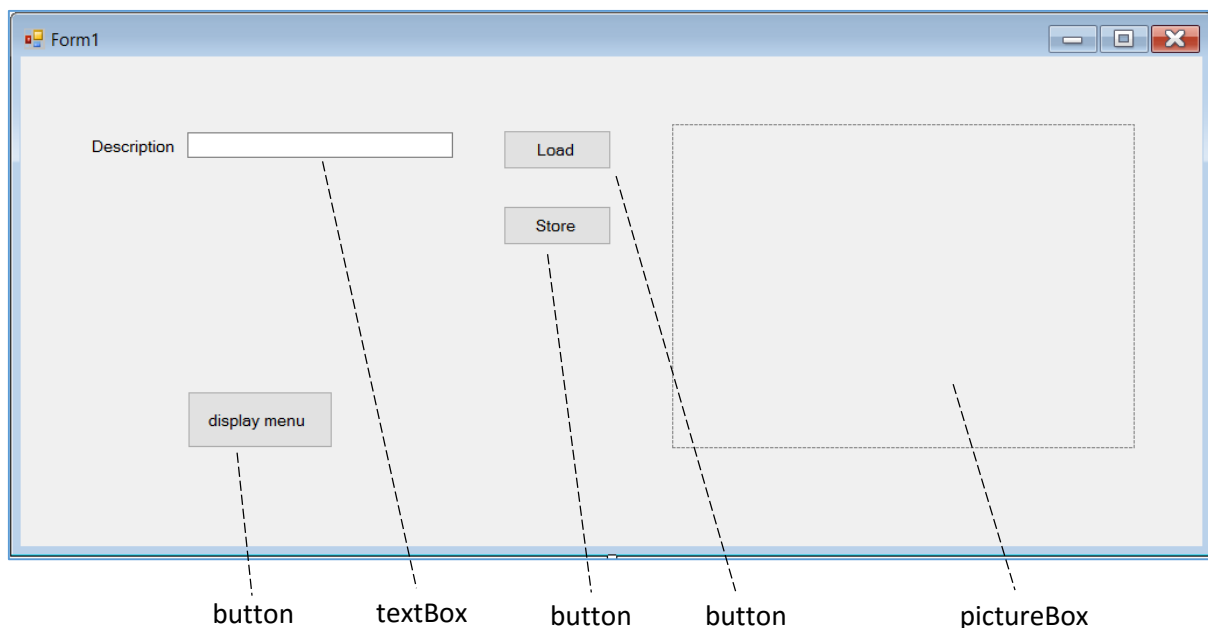 Form1
Description
Load
Store
display menu
button textBox button button pictureBox